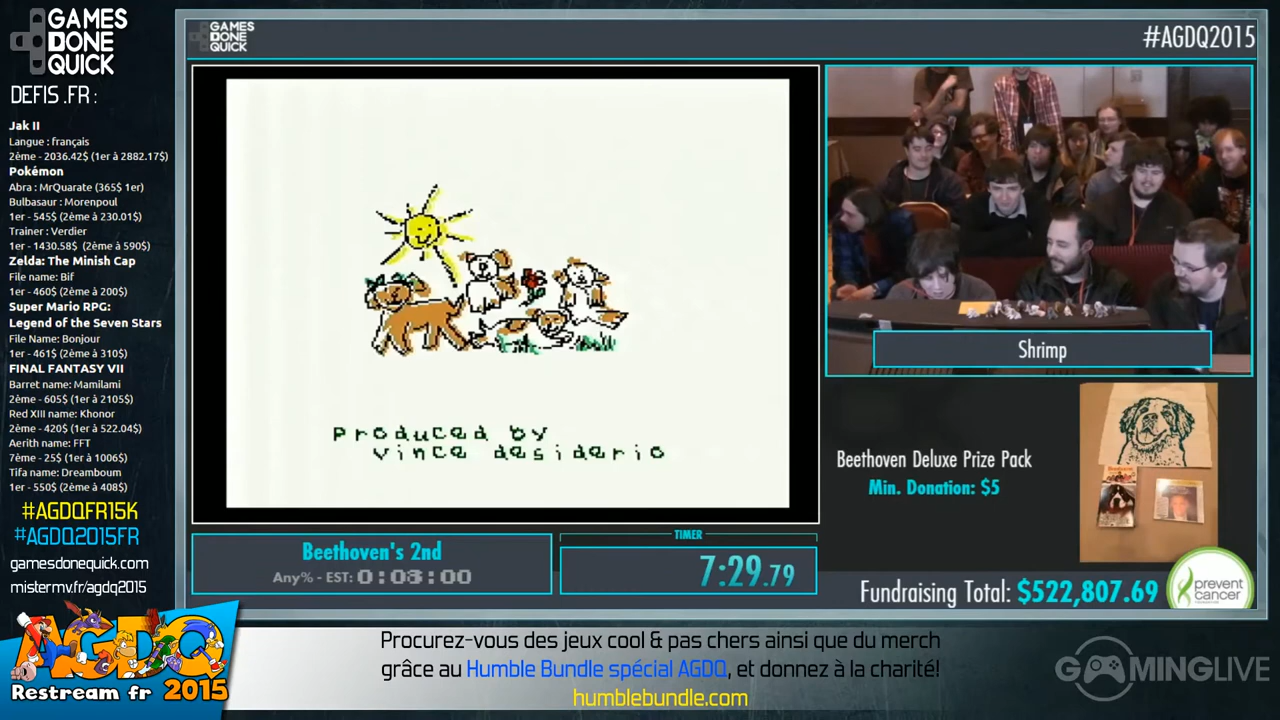 GAMES
DONE
QUICK
DEFIS .FR :
Jak II
Langue : français
2ème - 2036.42$ (1er à 2882.17$)
Pokémon
Abra : MrQuarate (365$ 1er)
Bulbasaur : Morenpoul
1er - 545$ (2ème à 230.01$)
Trainer : Verdier
1er - 1430.58$ (2ème à 590$)
Zelda: The Minish Cap
File name: Bif
1er - 460$ (2ème à 200$)
Super Mario RPG:
Legend of the Seven Stars
File Name: Bonjour
1er - 461$ (2ème à 310$)
FINAL FANTASY VII
Barret name: Mamilami
2ème - 605$ (1er à 2105$)
Red XIII name: Khonor
2ème - 420$ (1er à 522.04$)
Aerith name: FFT
7ème - 25$ (1er à 1006$)
Tifa name: Dreamboum
1er - 550$ (2ème à 408$)
#AGDQFR15K
#AGDQ2015FR
gamesdonequick.com
mistermv.fr/agdq2015
AGDQ
Restream fr 2015
GAMES
DONE
QUICK
#AGDQ2015
Produced by
vince desiderio
Shrimp
Beethoven Deluxe Prize Pack
Min. Donation: $5
Beethoven's 2nd
Any% - EST: 0:03:00
TIMER
7:29.79
Fundraising Total: $522,807.69
prevent
cancer
Procurez-vous des jeux cool & pas chers ainsi que du merch
grâce au Humble Bundle spécial AGDQ, et donnez à la charité!
humblebundle.com
GAMINGLIVE